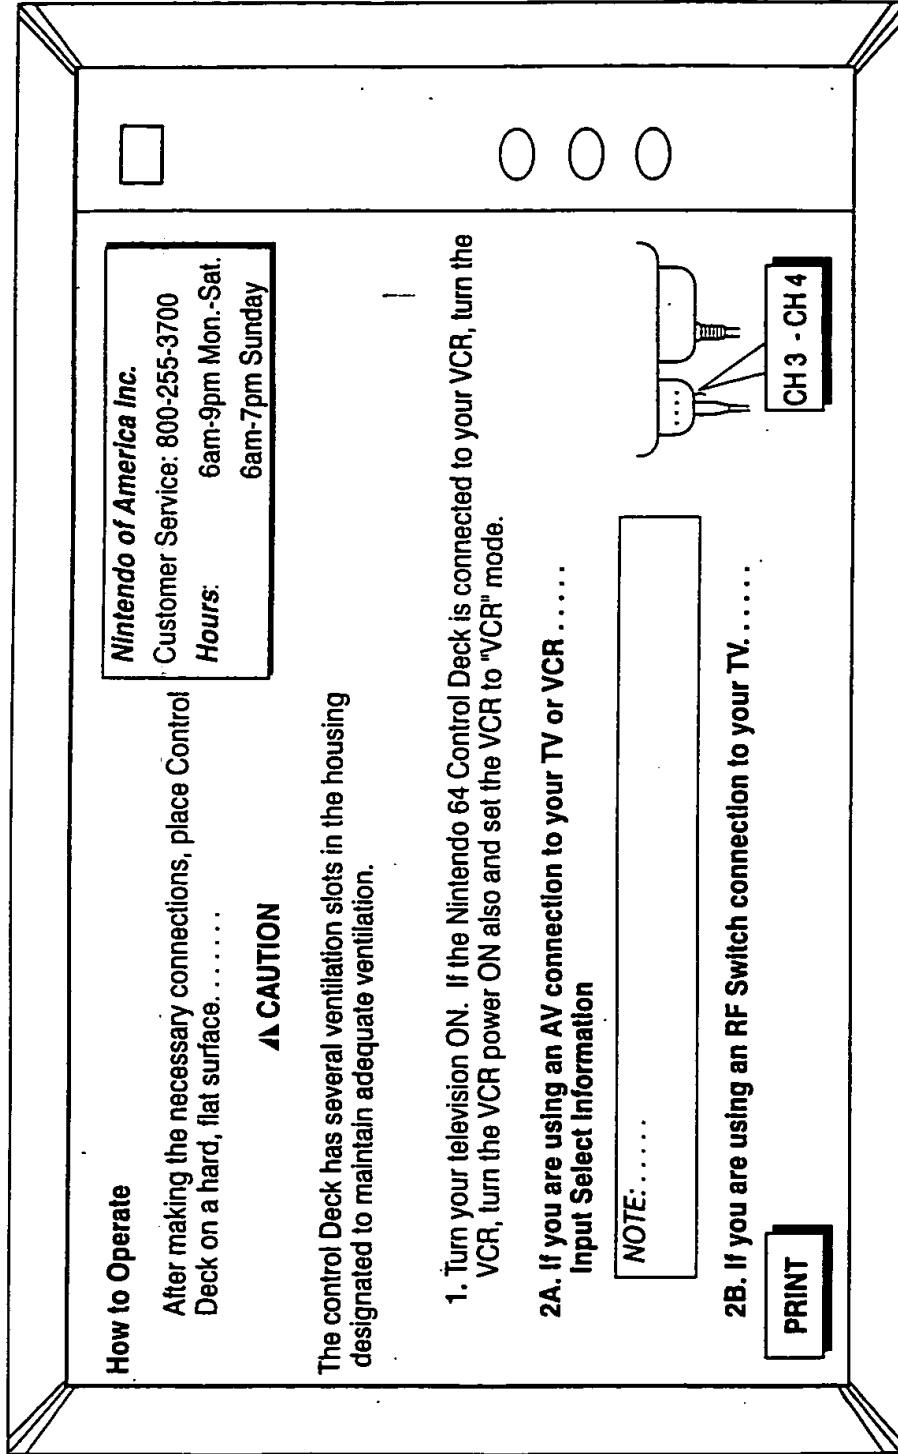 How to Operate
After making the necessary connections, place Control
Deck on a hard, flat surface.......
Nintendo of America Inc.
Customer Service: 800-255-3700
Hours: 6am-9pm Mon.-Sat.
6am-7pm Sunday
CAUTION
The control Deck has several ventilation slots in the housing
designated to maintain adequate ventilation.
1. Turn your television ON. If the Nintendo 64 Control Deck is connected to your VCR, turn the
VCR, turn the VCR power ON also and set the VCR to "VCR" mode.
2A. If you are using an AV connection to your TV or VCR.....
Input Select Information
NOTE:.....
2B. If you are using an RF Switch connection to your TV......
PRINT
CH 3 - CH 4